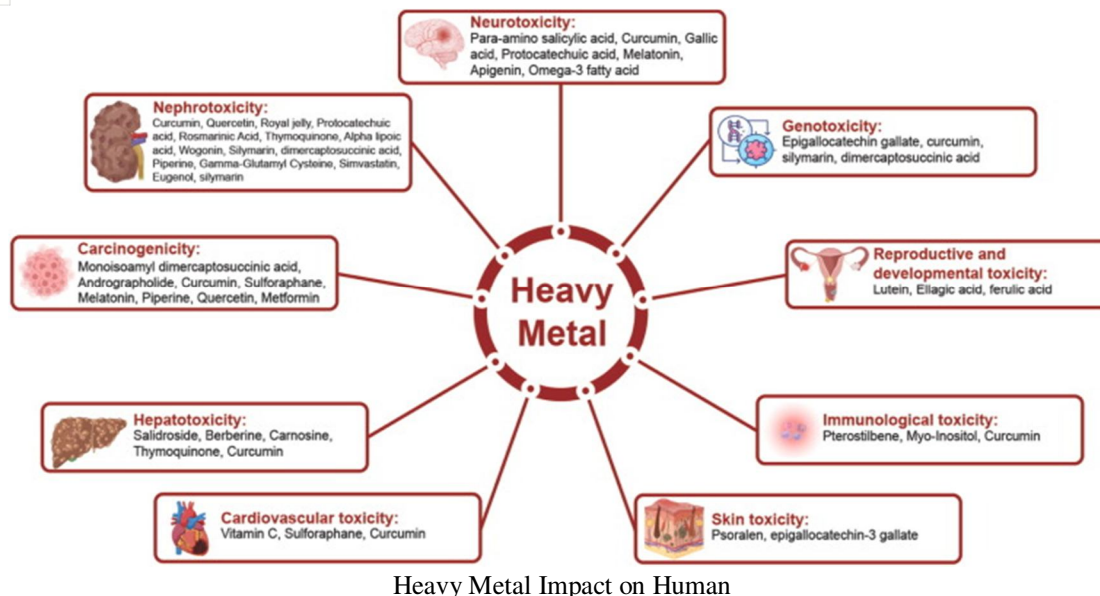 Neurotoxicity:
Para-amino salicylic acid, Curcumin, Gallic
acid, Protocatechuic acid, Melatonin,
Apigenin, Omega-3 fatty acid
Nephrotoxicity:
Curcumin, Quercetin, Royal jelly, Protocatechuic
acid, Rosmarinic Acid, Thymoquinone, Alpha lipoic
acid, Wogonin, Silymarin, dimercaptosuccinic acid,
Piperine, Gamma-Glutamyl Cysteine, Simvastatin,
Eugenol, silymarin
Genotoxicity:
Epigallocatechin gallate, curcumin,
silymarin, dimercaptosuccinic acid
Carcinogenicity:
Monoisoamyl dimercaptosuccinic acid,
Andrographolide, Curcumin, Sulforaphane,
Melatonin, Piperine, Quercetin, Metformin
Reproductive and
developmental toxicity:
Lutein, Ellagic acid, ferulic acid
Heavy
Metal
Hepatotoxicity:
Salidroside, Berberine, Carnosine,
Thymoquinone, Curcumin
Immunological toxicity:
Pterostilbene, Myo-Inositol, Curcumin
Cardiovascular toxicity:
Vitamin C, Sulforaphane, Curcumin
Skin toxicity:
Psoralen, epigallocatechin-3 gallate
Heavy Metal Impact on Human